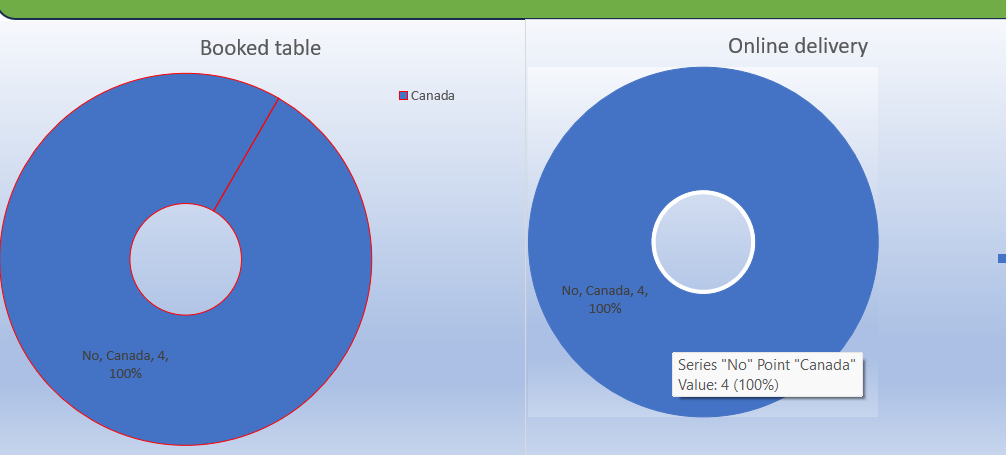 Booked table
Canada
No, Canada, 4,
100%
Online delivery
No, Canada, 4,
100%
Series "No" Point "Canada"
Value: 4 (100%)